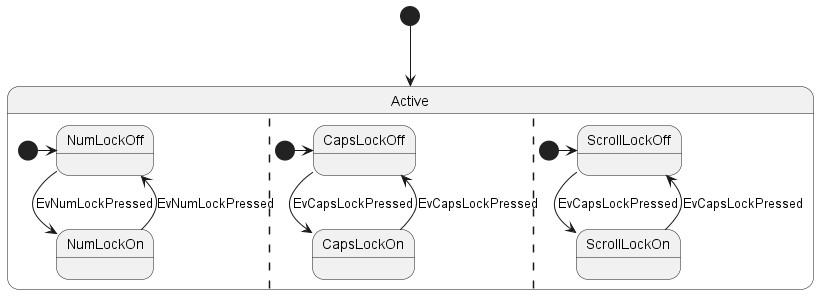 Active
NumLockOff
CapsLockOff
ScrollLockOff
EvNumLockPressed
EvNumLockPressed
EvCapsLockPressed
EvCapsLockPressed
EvCapsLockPressed
EvCapsLockPressed
NumLockOn
CapsLockOn
ScrollLockOn